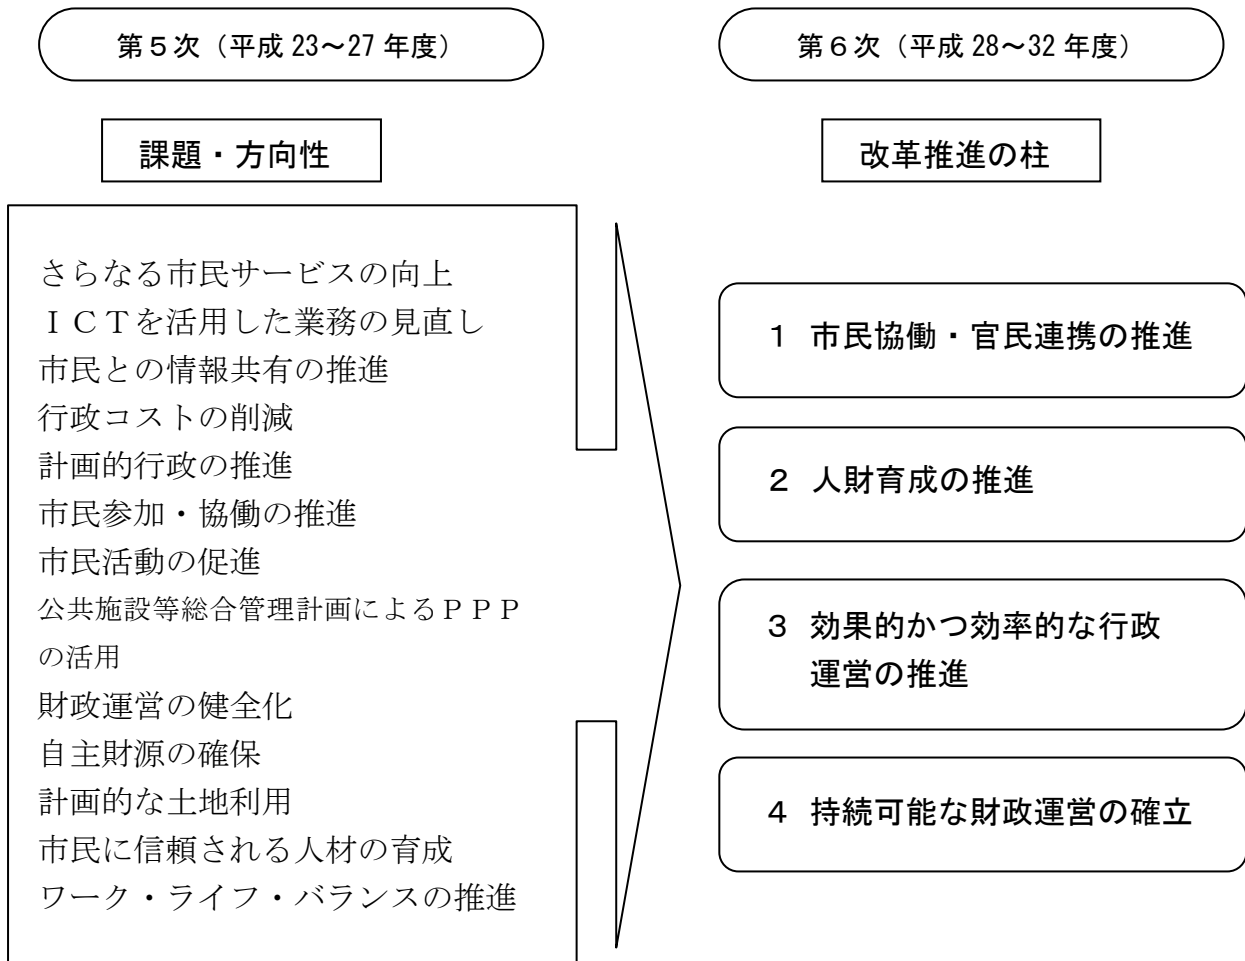 第５次（平成 23～27 年度）
課題・方向性
さらなる市民サービスの向上
ＩＣＴを活用した業務の見直し
市民との情報共有の推進
行政コストの削減
計画的行政の推進
市民参加・協働の推進
市民活動の促進
公共施設等総合管理計画によるＰＰＰ
の活用
財政運営の健全化
自主財源の確保
計画的な土地利用
市民に信頼される人材の育成
ワーク・ライフ・バランスの推進
第６次（平成 28～32 年度）
改革推進の柱
１ 市民協働・官民連携の推進
２ 人財育成の推進
３ 効果的かつ効率的な行政
運営の推進
４ 持続可能な財政運営の確立